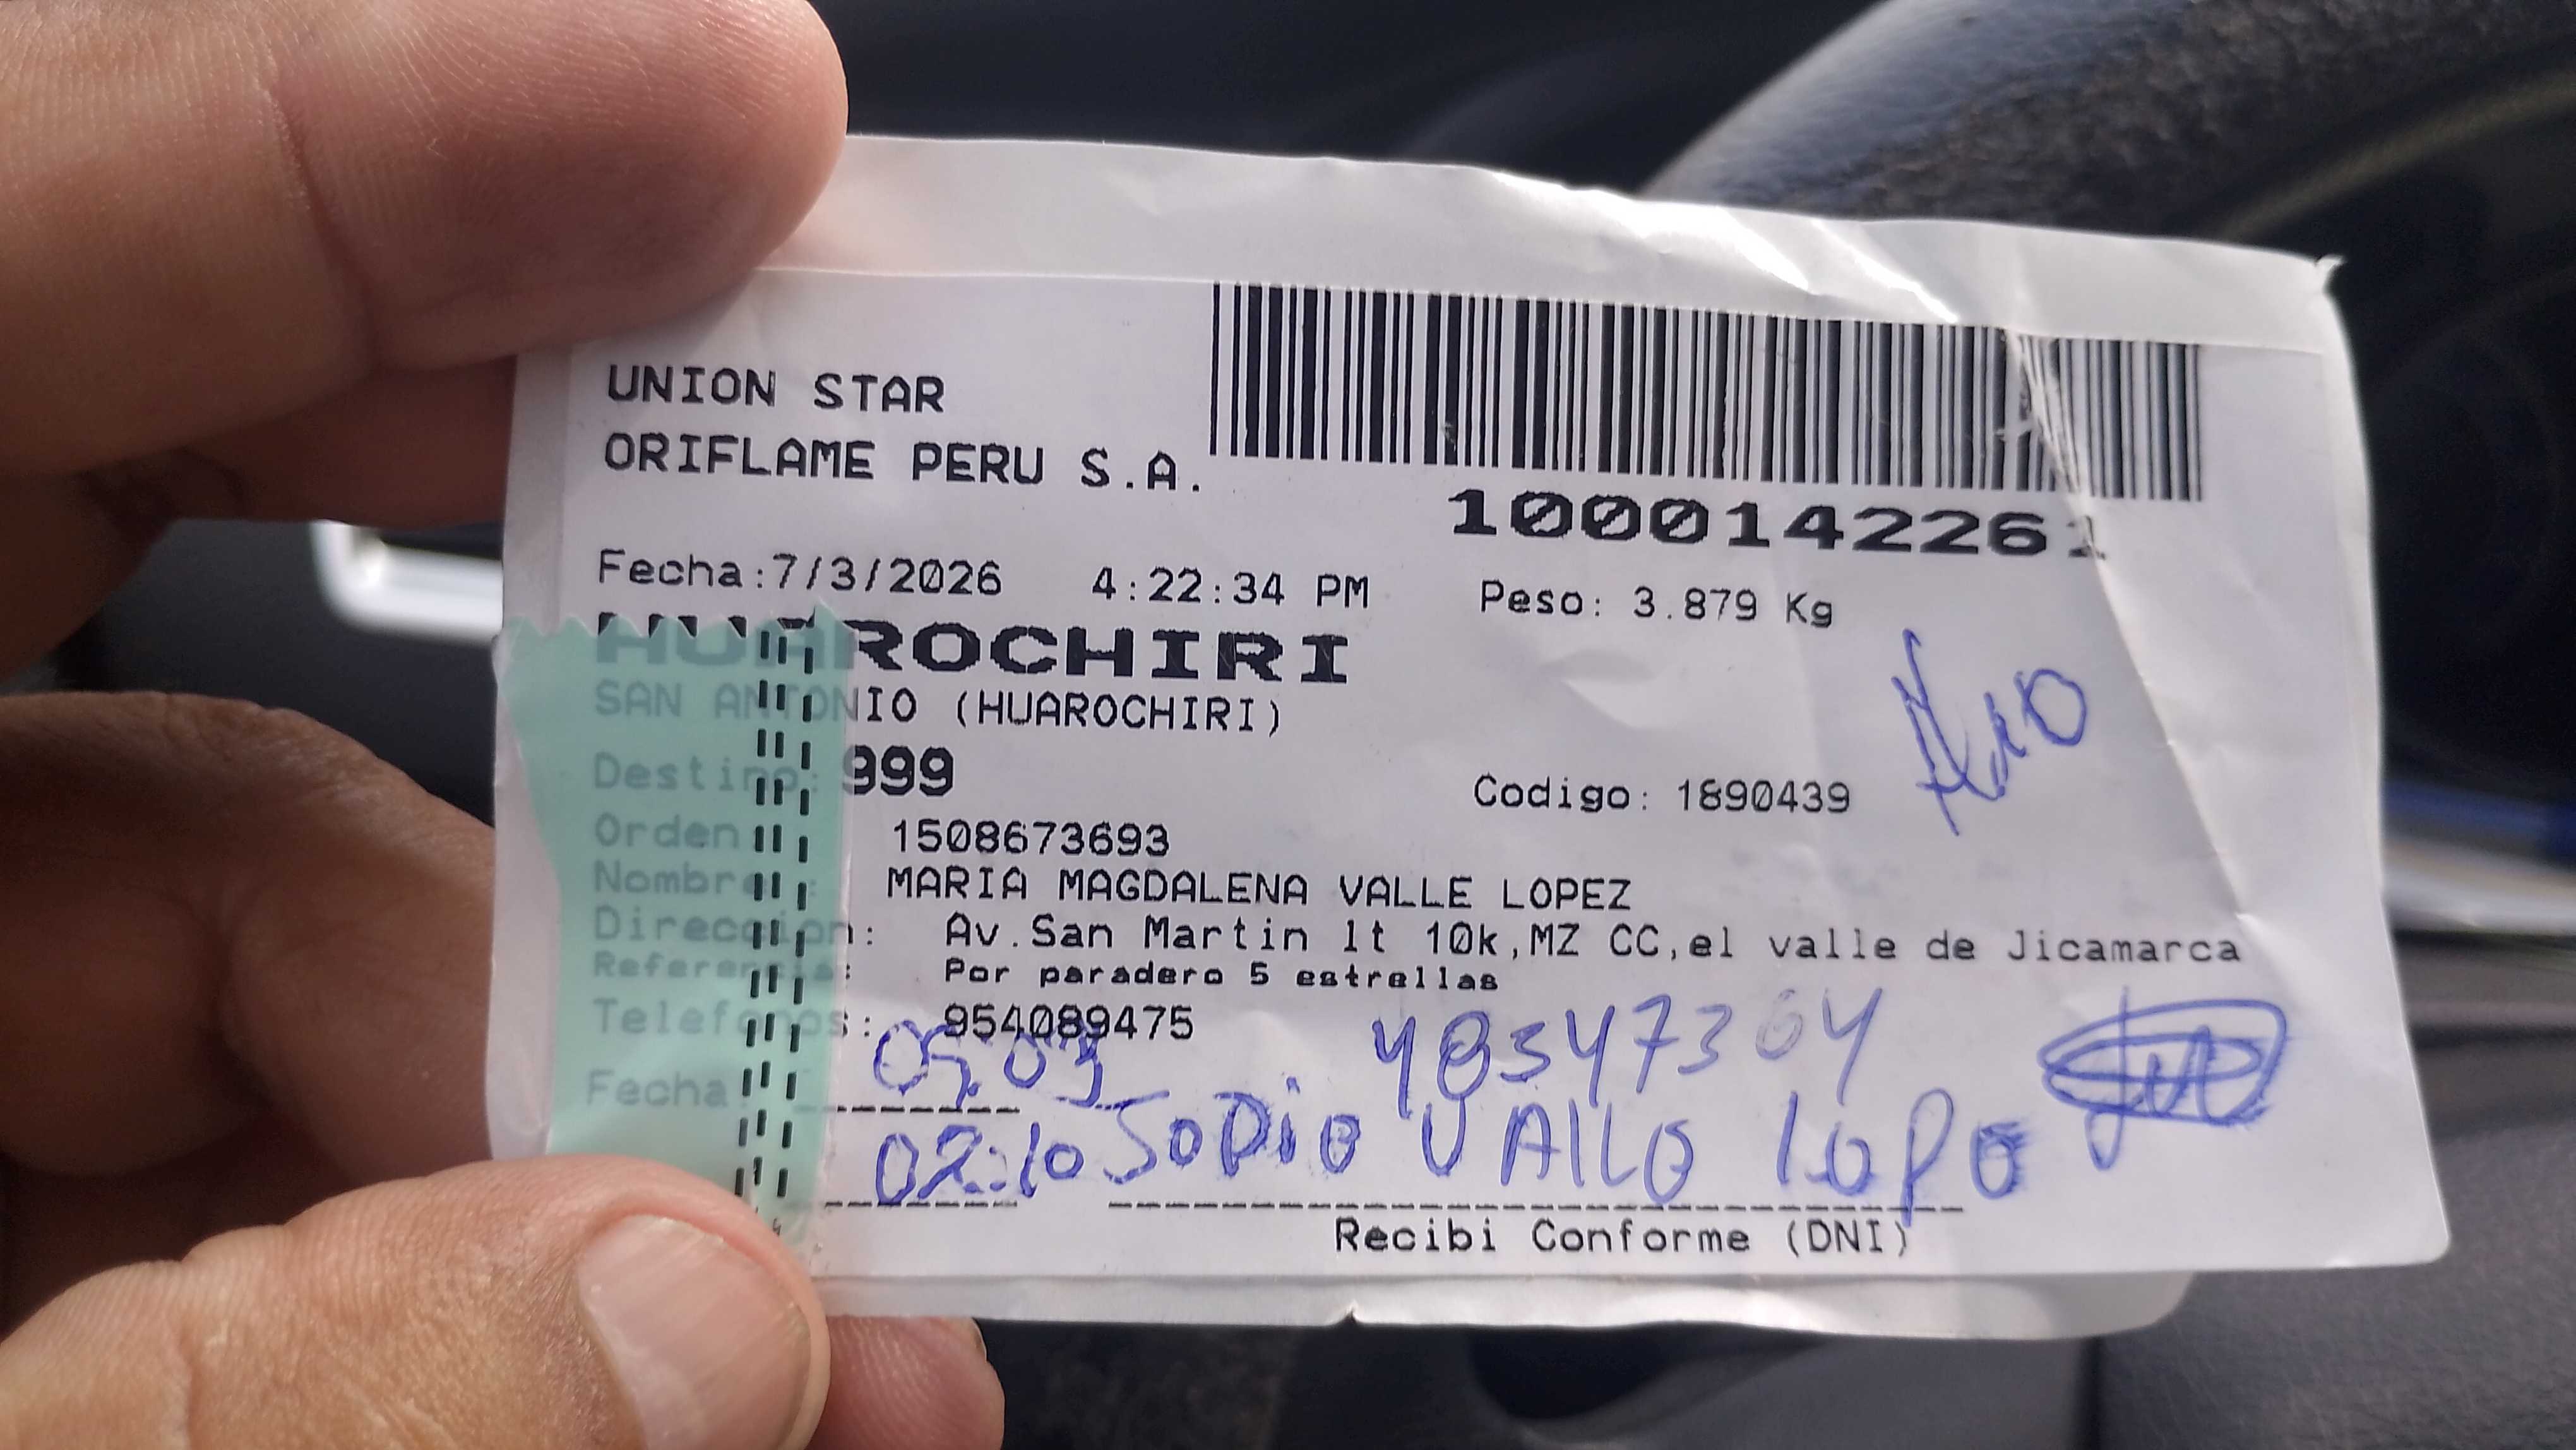 UNION STAR
ORIFLAME PERU S.A.
1000142261
Fecha:7/3/2026 4:22:34 PM Peso: 3.879 Kg
HUAROCHIRI
SAN ANTONIO (HUAROCHIRI)
Destino: 999 Codigo: 1890439
Orden 1508673693
Nombre: MARIA MAGDALENA VALLE LOPEZ
Direccion: Av.San Martin lt 10k,MZ CC,el valle de Jicamarca
Referencia: Por paradero 5 estrellas
Telefonos: 954089475
Fecha
02:10
Recibi Conforme (DNI)